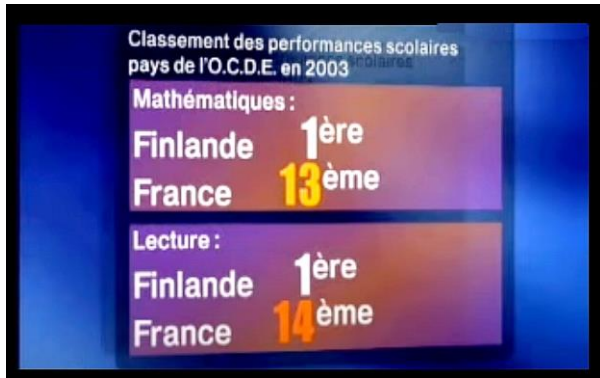 Classement des performances scolaires
pays de l'O.C.D.E. en 2003
Mathématiques :
Finlande 1ère
France 13ème
Lecture :
Finlande 1ère
France 14ème